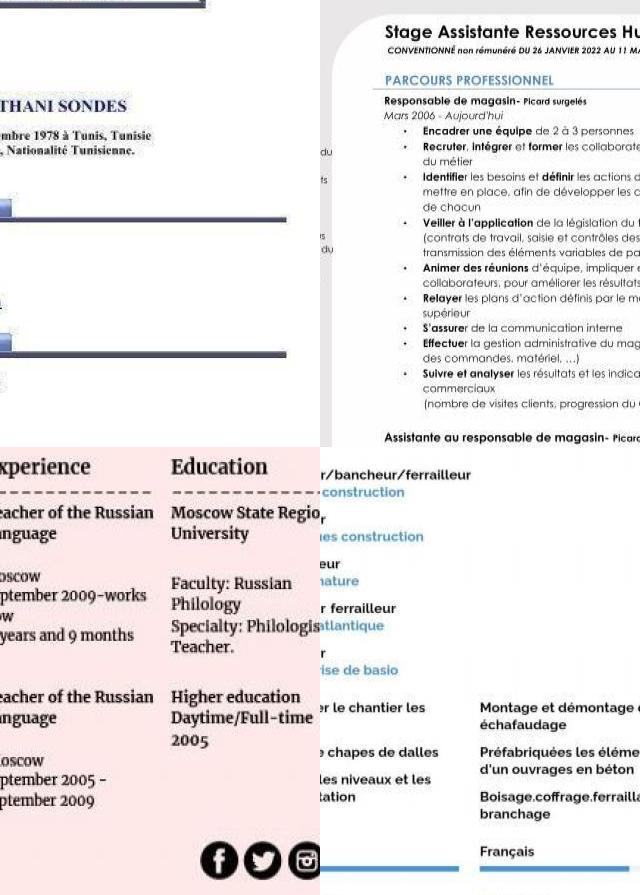 THANI SONDES
mbre 1978 à Tunis, Tunisie
, Nationalité Tunisienne.
du
ts
s
du
Stage Assistante Ressources Hu
CONVENTIONNÉ non rémunéré DU 26 JANVIER 2022 AU 11 MA
PARCOURS PROFESSIONNEL
Responsable de magasin- Picard surgelés
Mars 2006 - Aujourd'hui
• Encadrer une équipe de 2 à 3 personnes
• Recruter, intégrer et former les collaborate
du métier
• Identifier les besoins et définir les actions d
mettre en place, afin de développer les c
de chacun
• Veiller à l'application de la législation du t
(contrats de travail, saisie et contrôles des
transmission des éléments variables de pa
• Animer des réunions d'équipe, impliquer e
collaborateurs, pour améliorer les résultats
• Relayer les plans d'action définis par le m
supérieur
• S'assurer de la communication interne
• Effectuer la gestion administrative du mag
des commandes, matériel, ...)
• Suivre et analyser les résultats et les indica
commerciaux
(nombre de visites clients, progression du
Assistante au responsable de magasin- Picard
xperience
eacher of the Russian
anguage
oscow
ptember 2009-works
ow
years and 9 months
eacher of the Russian
anguage
oscow
ptember 2005 -
ptember 2009
Education
Moscow State Regio
University
Faculty: Russian
Philology
Specialty: Philologis
Teacher.
Higher education
Daytime/Full-time
2005
r/bancheur/ferrailleur
construction
r
es construction
eur
nature
r ferrailleur
atlantique
r
rise de basio
er le chantier les
e chapes de dalles
les niveaux et les
tation
Montage et démontage
échafaudage
Préfabriquées les éléme
d'un ouvrages en béton
Boisage.coffrage.ferrailla
branchage
Français